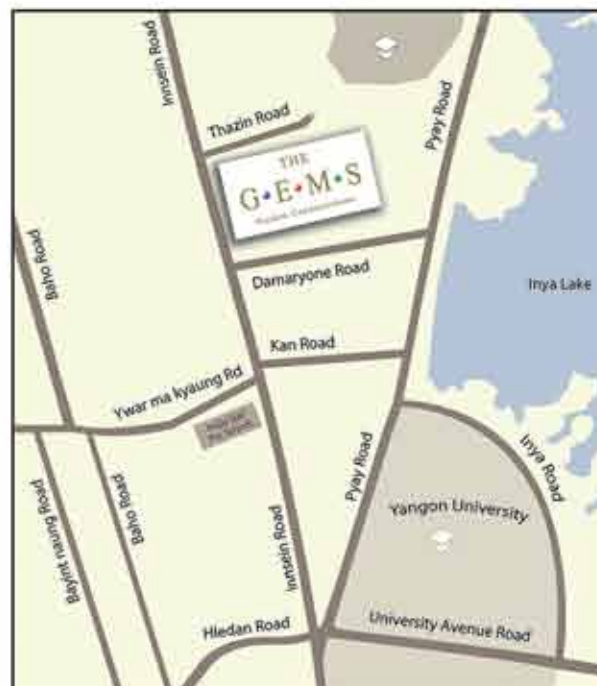 Innsein Road
Pyay Road
Thazin Road
THE
G•E•M•S
Baho Road
Damaryone Road
Inya Lake
Kan Road
Ywar ma kyaung Rd
Inya Road
Pyay Road
Yangon University
Bayint naung Road
Baho Road
Innsein Road
Hledan Road
University Avenue Road